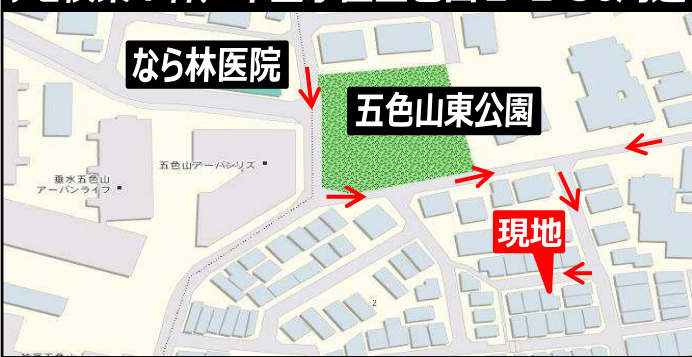 なら林医院
五色山東公園
五色山アーバンリズ
垂水五色山
アーバンライフ
現地
2